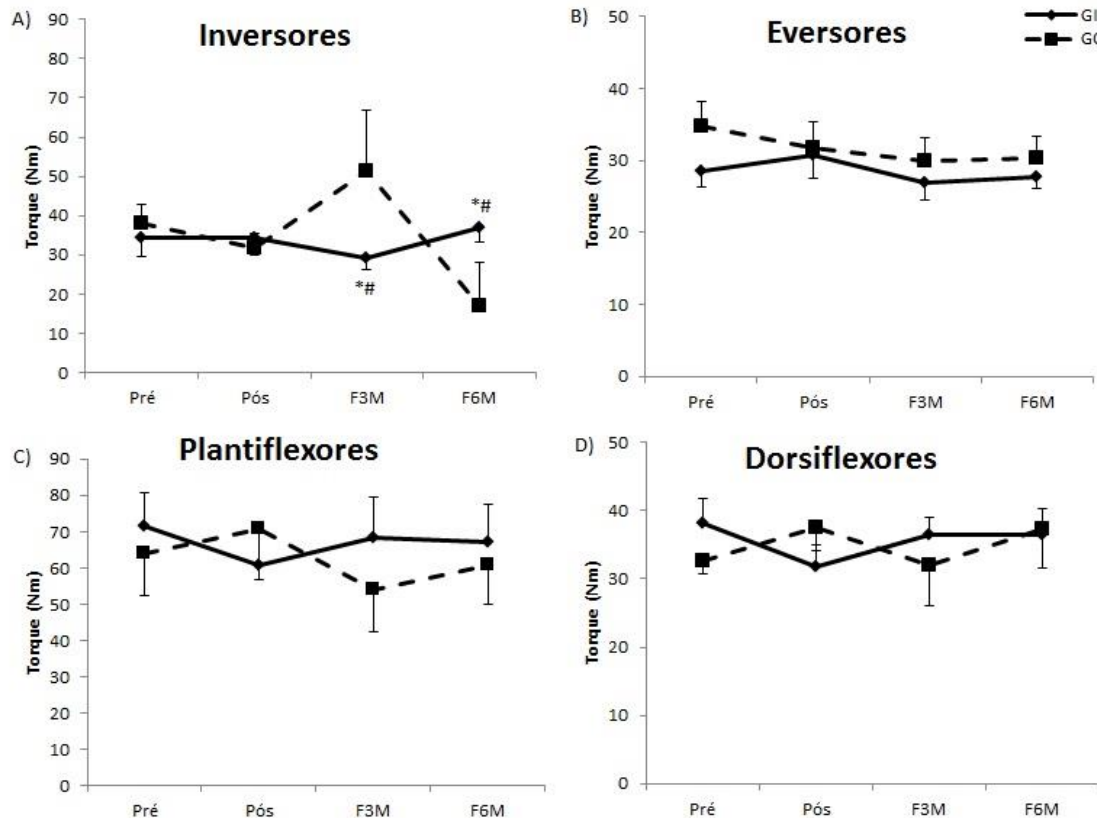 A)
Inversores
Torque (Nm)
90
80
70
60
50
40
30
20
10
0
*#
*#
Pré Pós F3M F6M
B)
Eversores
GI
GC
Torque (Nm)
50
40
30
20
10
0
Pré Pós F3M F6M
C)
Plantiflexores
Torque (Nm)
90
80
70
60
50
40
30
20
10
0
Pré Pós F3M F6M
D)
Dorsiflexores
Torque (Nm)
50
40
30
20
10
0
Pré Pós F3M F6M